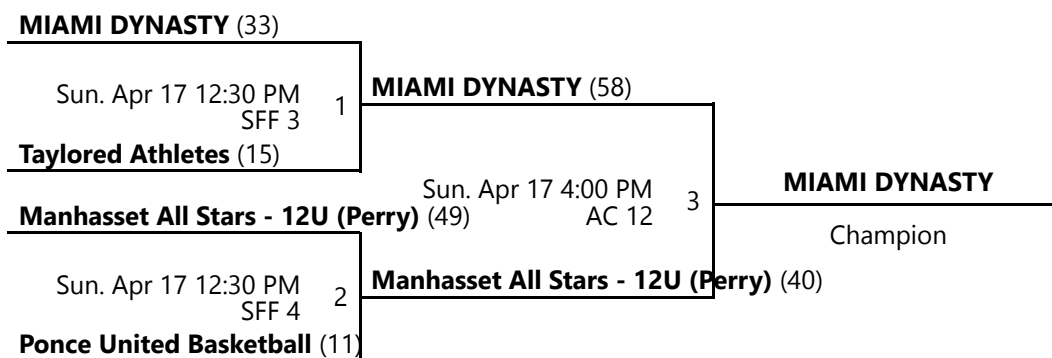 MIAMI DYNASTY (33)
Sun. Apr 17 12:30 PM
SFF 3
1
Taylored Athletes (15)
MIAMI DYNASTY (58)
Sun. Apr 17 4:00 PM
AC 12
3
MIAMI DYNASTY
Champion
Manhasset All Stars - 12U (Perry) (49)
Sun. Apr 17 12:30 PM
SFF 4
2
Manhasset All Stars - 12U (Perry) (40)
Ponce United Basketball (11)